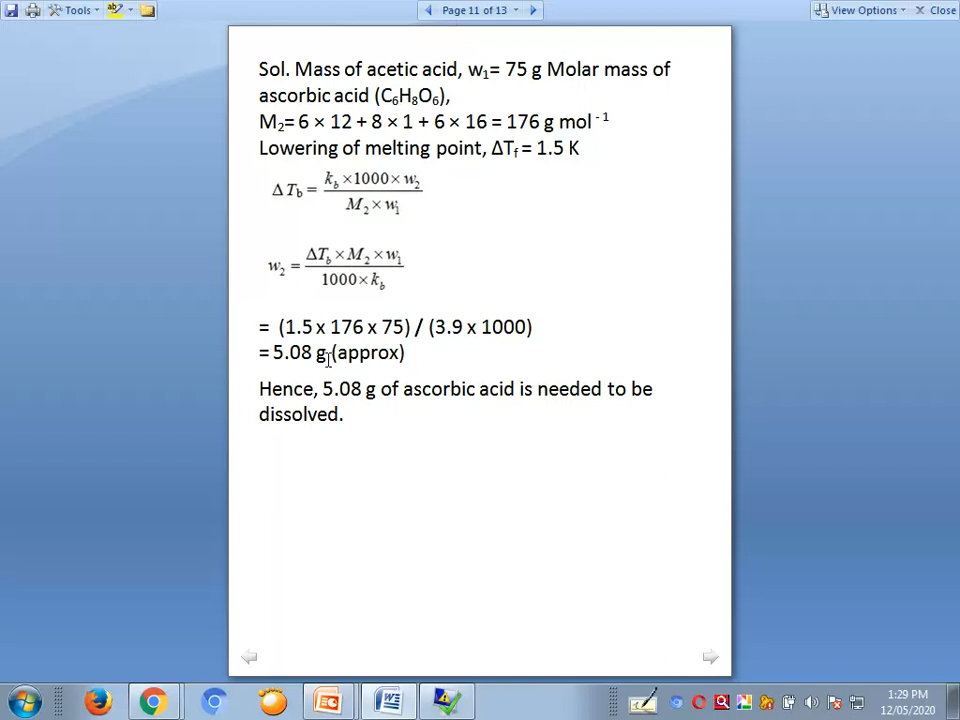 Tools
Page 11 of 13
View Options
Close
Sol. Mass of acetic acid, w₁= 75 g Molar mass of
ascorbic acid (C₆H₈O₆),
M₂= 6 × 12 + 8 × 1 + 6 × 16 = 176 g mol ⁻¹
Lowering of melting point, ΔT_f = 1.5 K
Δ T_b = (k_b × 1000 × w₂) / (M₂ × w₁)
w₂ = (ΔT_b × M₂ × w₁) / (1000 × k_b)
= (1.5 x 176 x 75) / (3.9 x 1000)
= 5.08 g (approx)
Hence, 5.08 g of ascorbic acid is needed to be
dissolved.
1:29 PM
12/05/2020